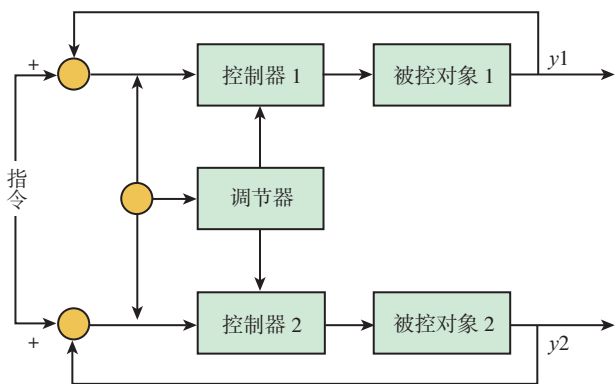 +
控制器 1
被控对象 1
y1
指令
调节器
+
控制器 2
被控对象 2
y2